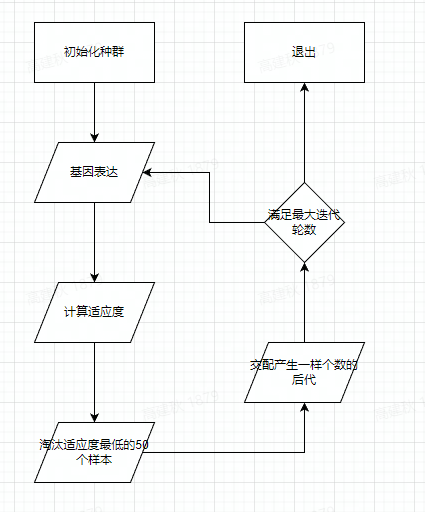 初始化种群
退出
基因表达
满足最大迭代
轮数
计算适应度
交配产生一样个数的
后代
淘汰适应度最低的50
个样本